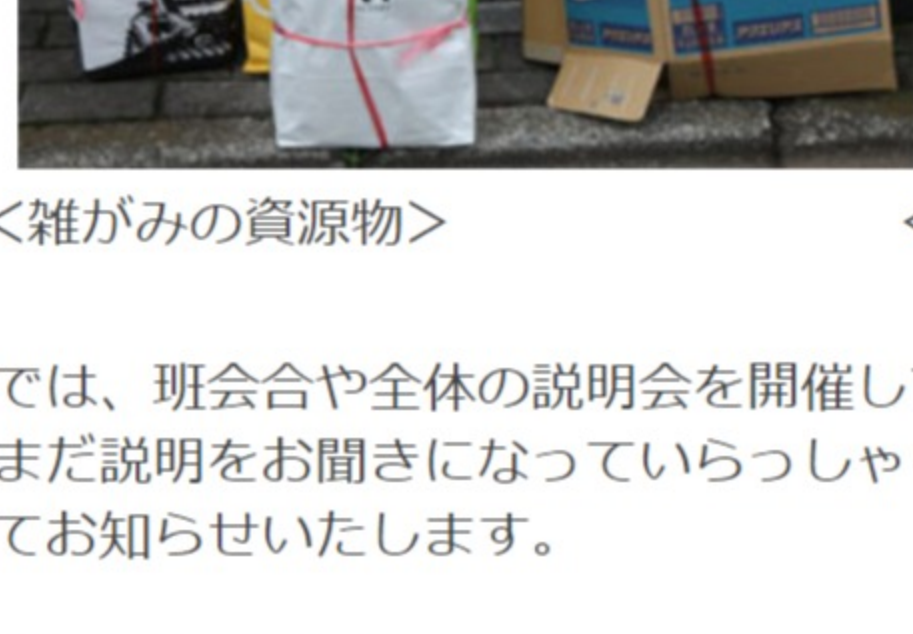 <雑がみの資源物>
では、班会合や全体の説明会を開催し
まだ説明をお聞きになっていらっしゃ
てお知らせいたします。